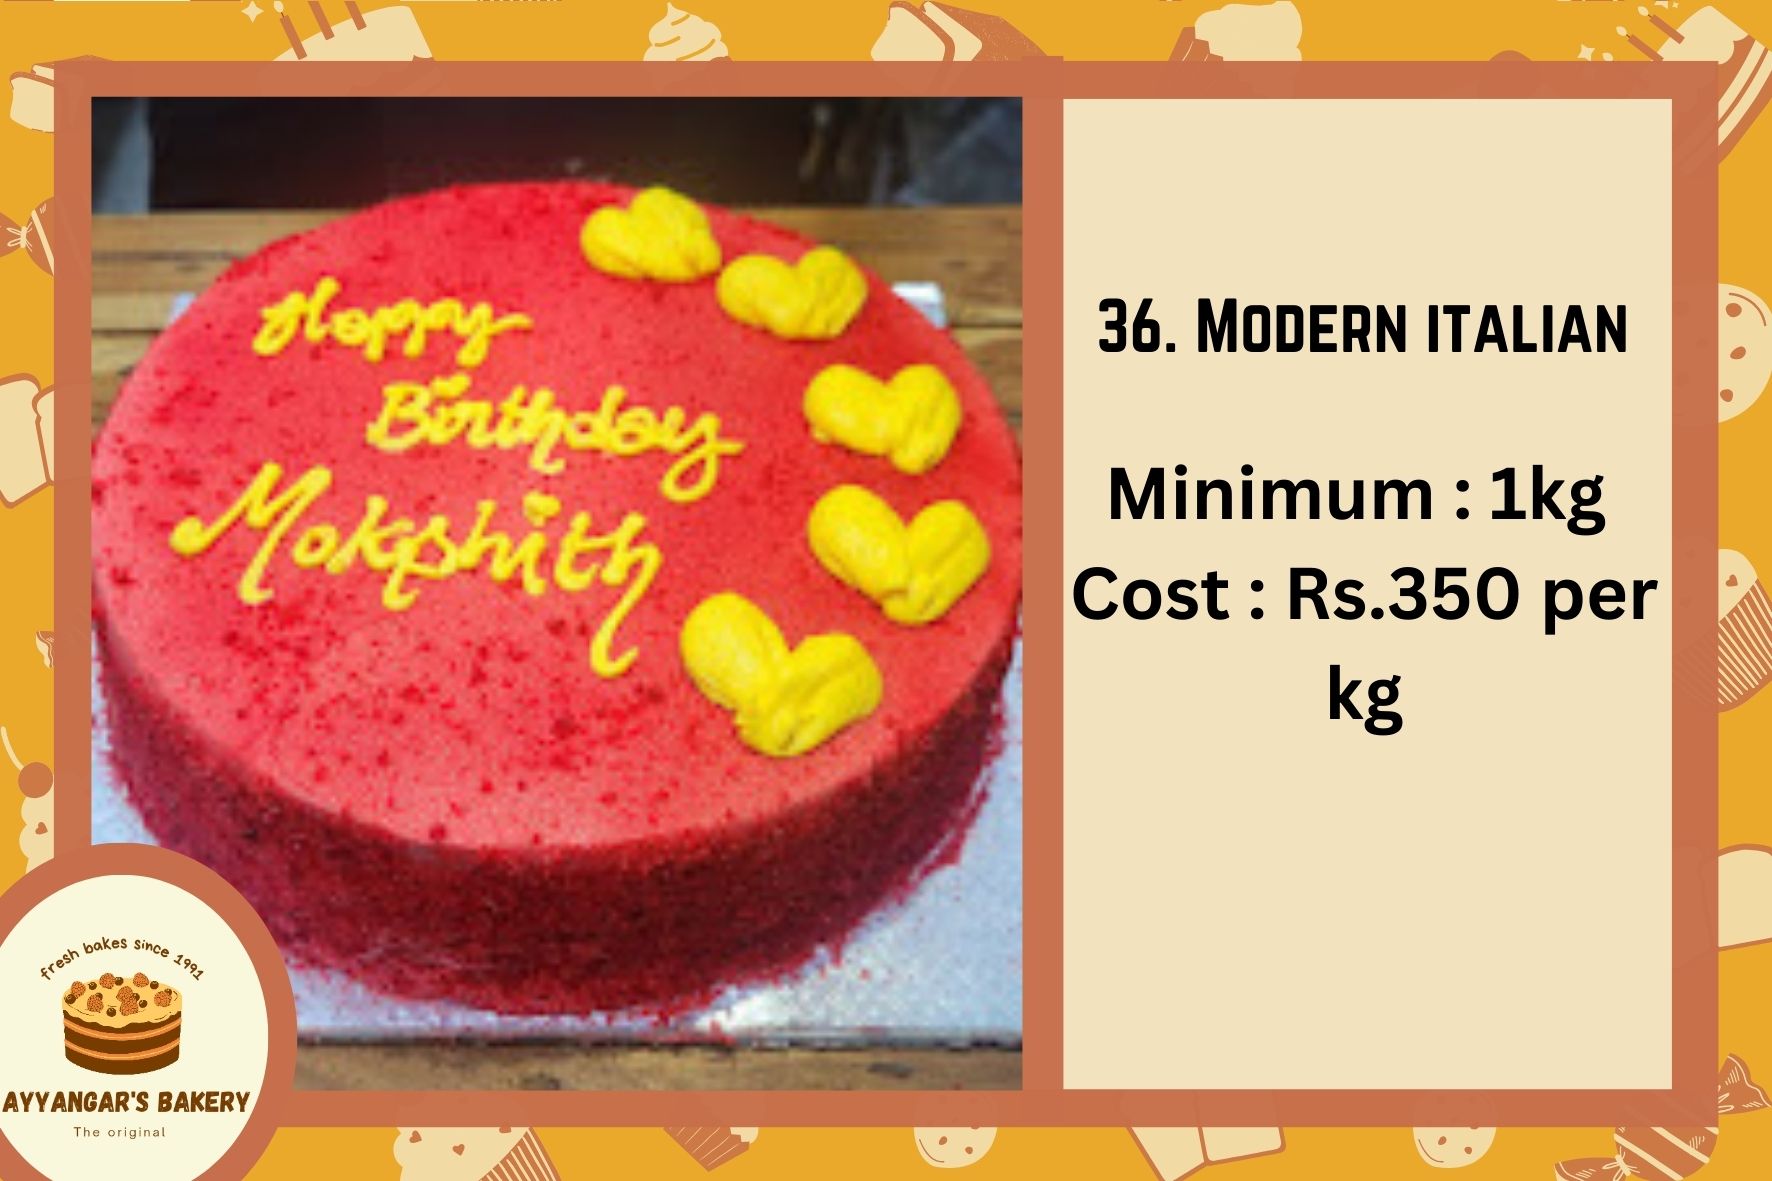 Happy
Birthday
Mokshith
36. Modern italian
Minimum : 1kg
Cost : Rs.350 per
kg
fresh bakes since 1991
AYYANGAR'S BAKERY
The original